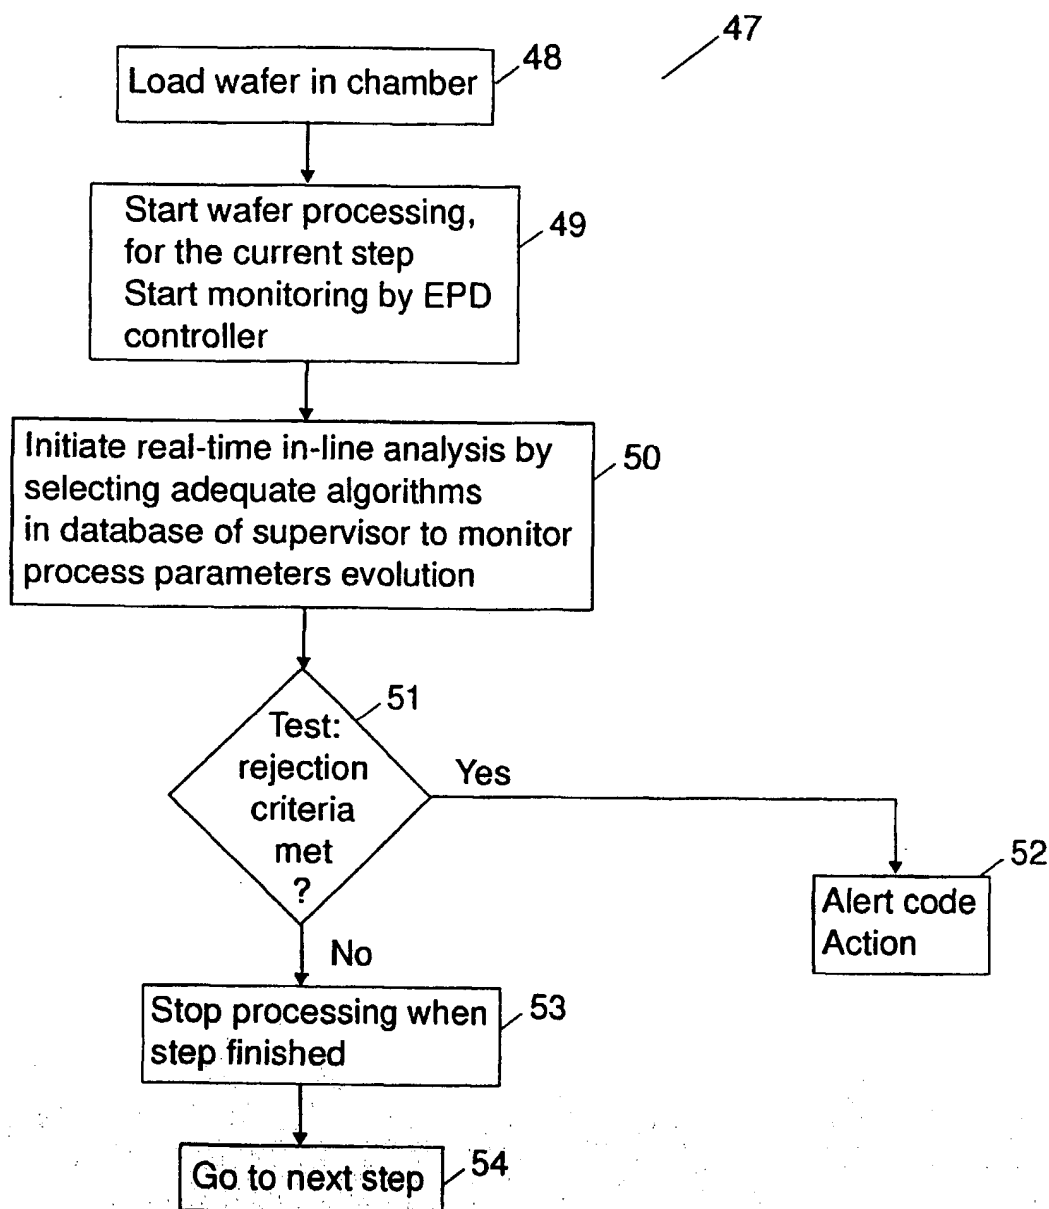 47
Load wafer in chamber
48
Start wafer processing,
for the current step
Start monitoring by EPD
controller
49
Initiate real-time in-line analysis by
selecting adequate algorithms
in database of supervisor to monitor
process parameters evolution
50
51
Test:
rejection
criteria
met
?
Yes
52
Alert code
Action
No
Stop processing when
step finished
53
Go to next step
54